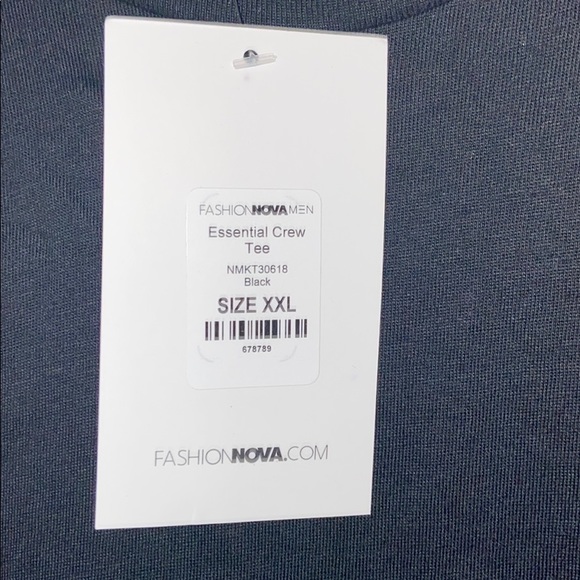 FASHIONNOVAMEN
Essential Crew
Tee
NMKT30618
Black
SIZE XXL
678789
FASHIONNOVA.COM